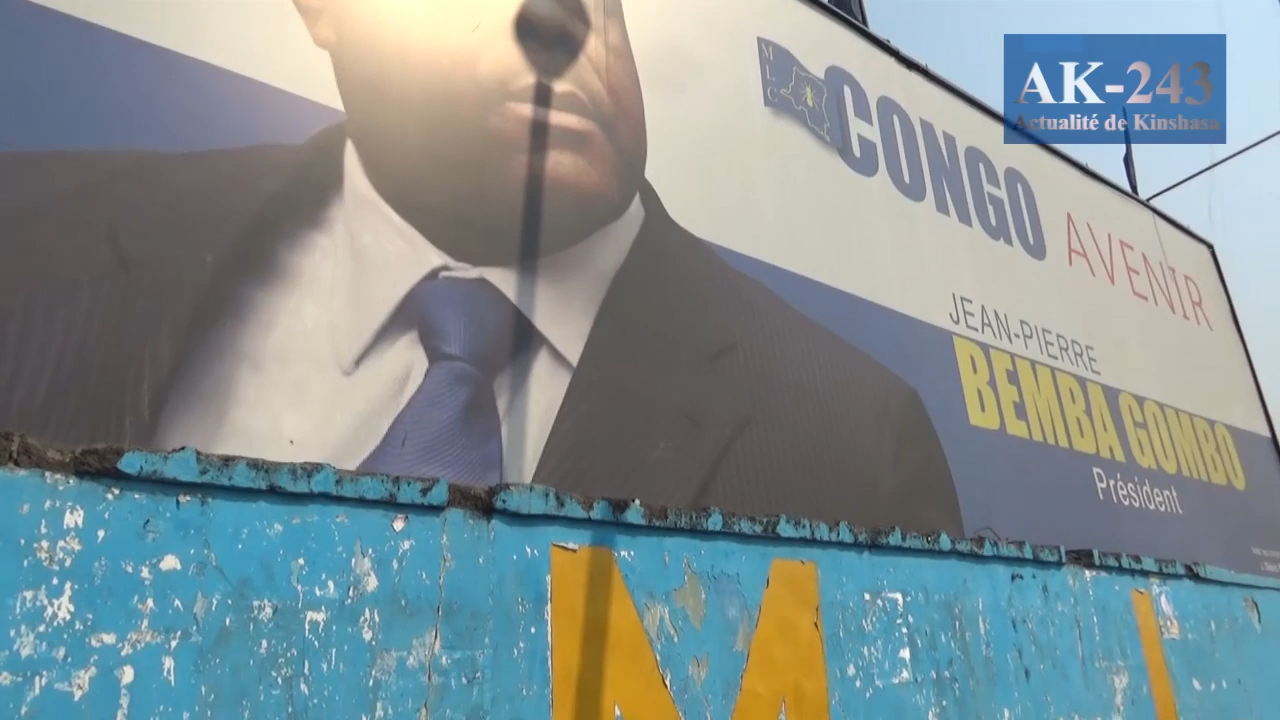 AK-243
Actualité de Kinshasa
MLC
CONGO
AVENIR
JEAN-PIERRE
BEMBA GOMBO
Président
M